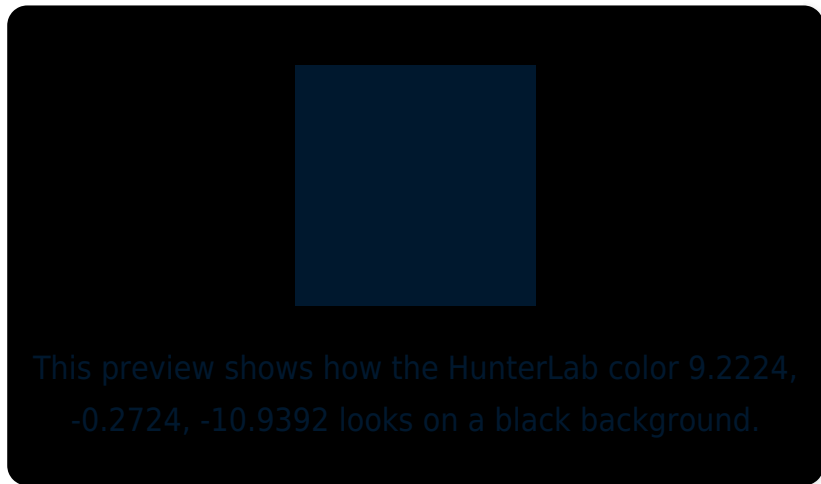 This preview shows how the HunterLab color 9.2224,
-0.2724, -10.9392 looks on a black background.